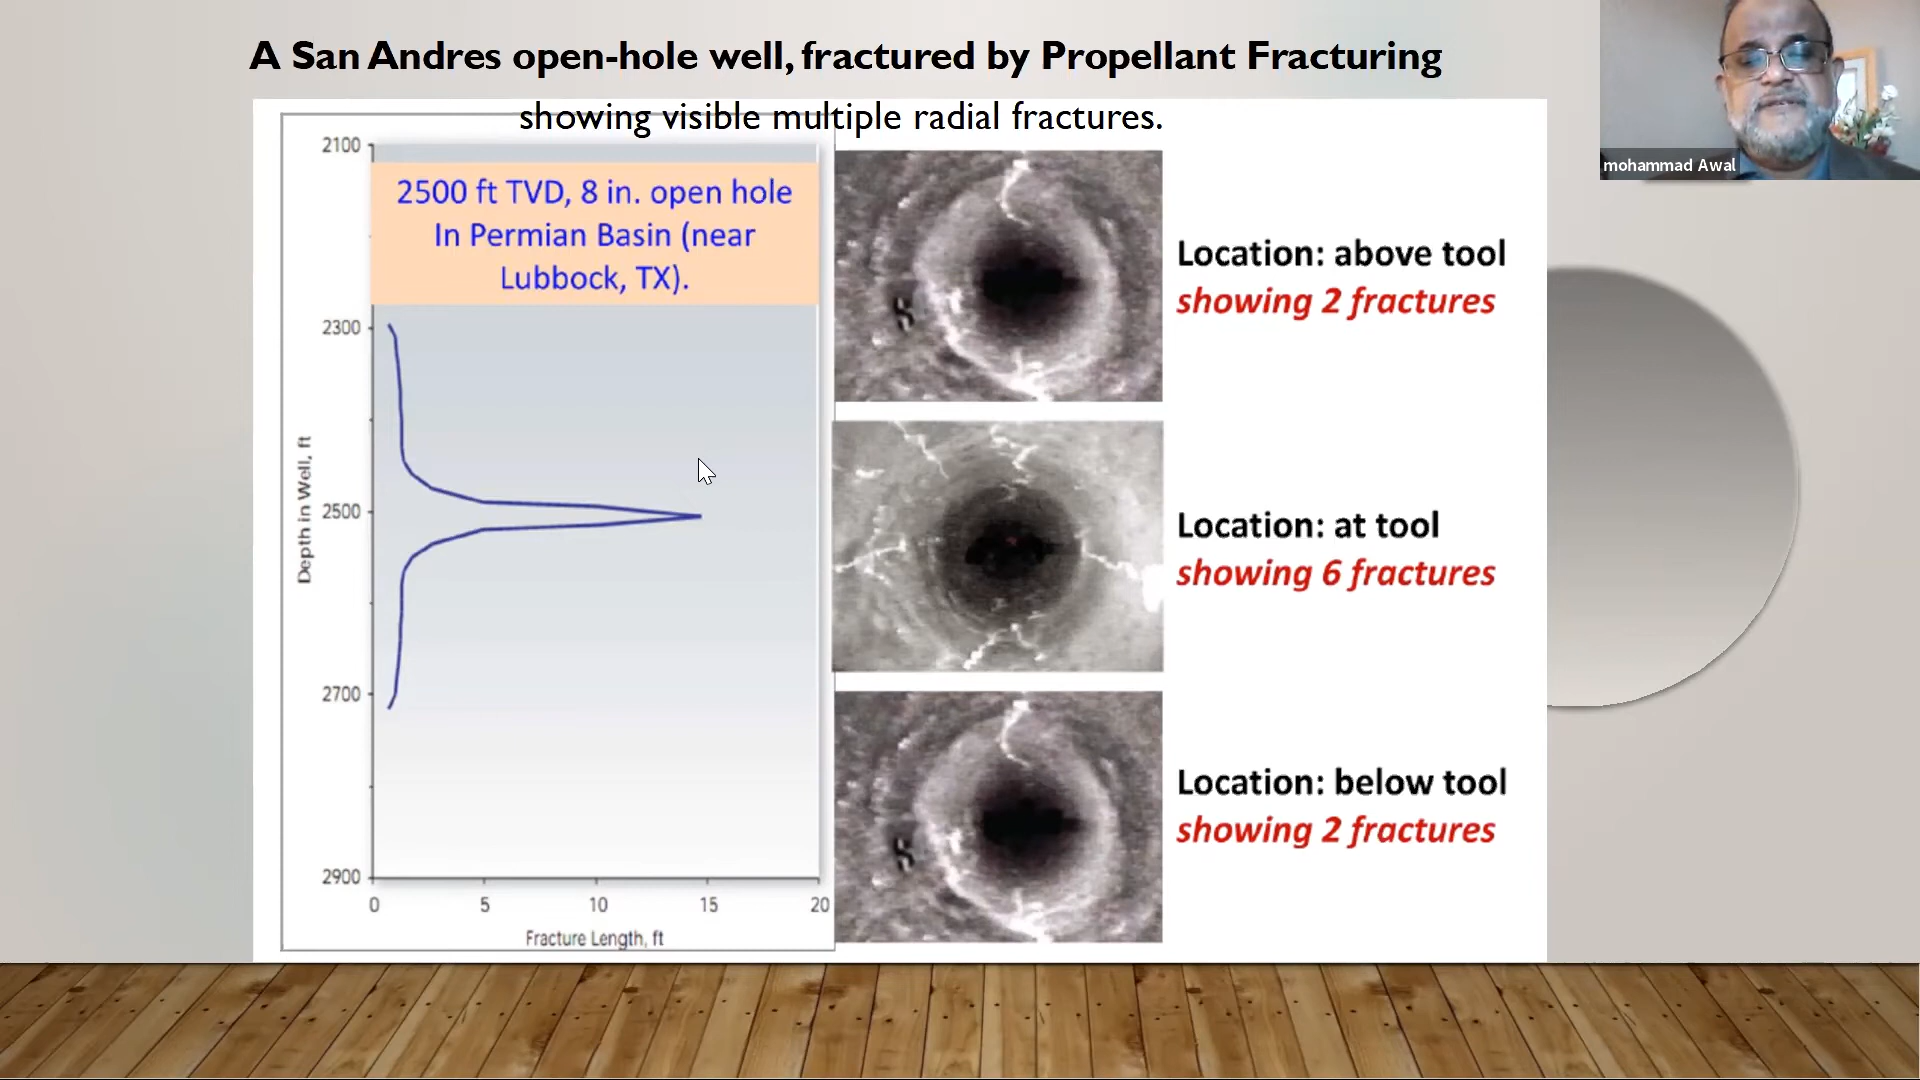 A San Andres open-hole well, fractured by Propellant Fracturing
showing visible multiple radial fractures.
mohammad Awal
2100
2500 ft TVD, 8 in. open hole
In Permian Basin (near
Lubbock, TX).
2300
2500
2700
2900
Depth in Well, ft
0 5 10 15 20
Fracture Length, ft
Location: above tool
showing 2 fractures
Location: at tool
showing 6 fractures
Location: below tool
showing 2 fractures